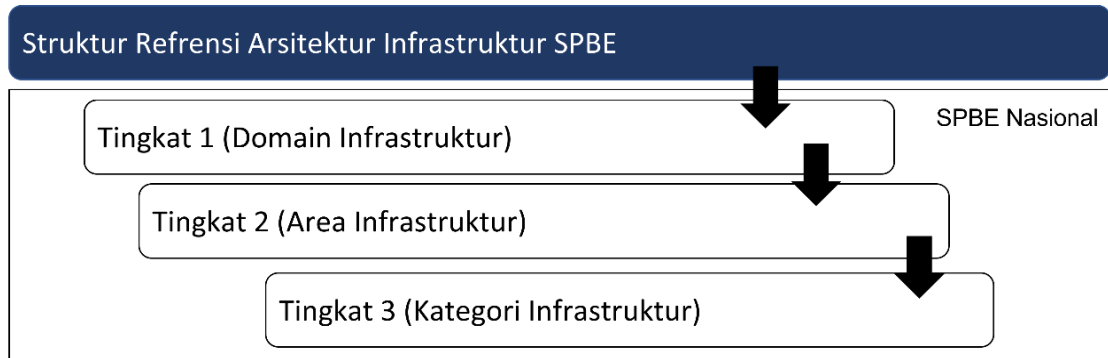 Struktur Refrensi Arsitektur Infrastruktur SPBE
SPBE Nasional
Tingkat 1 (Domain Infrastruktur)
Tingkat 2 (Area Infrastruktur)
Tingkat 3 (Kategori Infrastruktur)